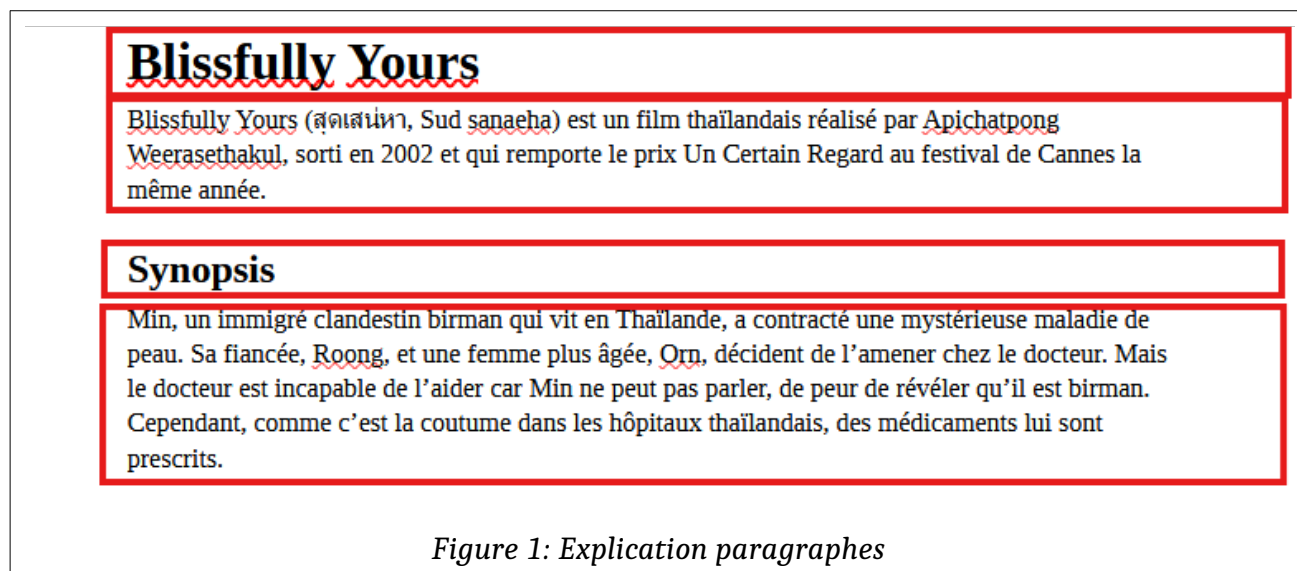 Blissfully Yours
Blissfully Yours (สุดเสน่หา, Sud sanaeha) est un film thaïlandais réalisé par Apichatpong
Weerasethakul, sorti en 2002 et qui remporte le prix Un Certain Regard au festival de Cannes la
même année.
Synopsis
Min, un immigré clandestin birman qui vit en Thaïlande, a contracté une mystérieuse maladie de
peau. Sa fiancée, Roong, et une femme plus âgée, Orn, décident de l’amener chez le docteur. Mais
le docteur est incapable de l’aider car Min ne peut pas parler, de peur de révéler qu’il est birman.
Cependant, comme c’est la coutume dans les hôpitaux thaïlandais, des médicaments lui sont
prescrits.
Figure 1: Explication paragraphes